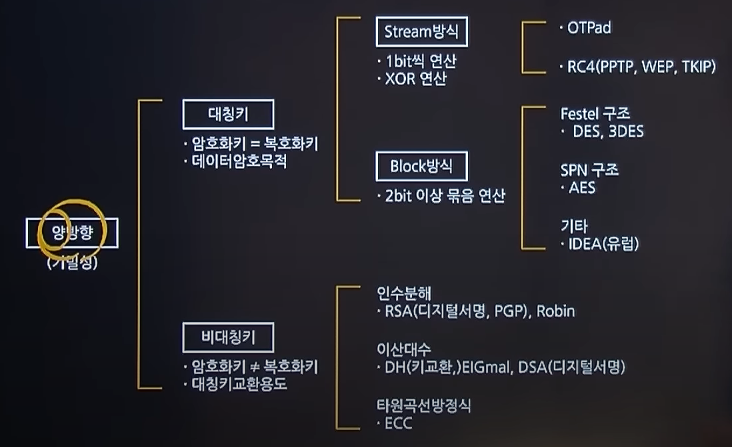 양방향
(기밀성)
대칭키
· 암호화키 = 복호화키
· 데이터암호목적
Stream방식
· 1bit씩 연산
· XOR 연산
· OTPad
· RC4(PPTP, WEP, TKIP)
Block방식
· 2bit 이상 묶음 연산
Festel 구조
· DES, 3DES
SPN 구조
· AES
기타
· IDEA(유럽)
비대칭키
· 암호화키 ≠ 복호화키
· 대칭키교환용도
인수분해
· RSA(디지털서명, PGP), Robin
이산대수
· DH(키교환,)EIGmal, DSA(디지털서명)
타원곡선방정식
· ECC